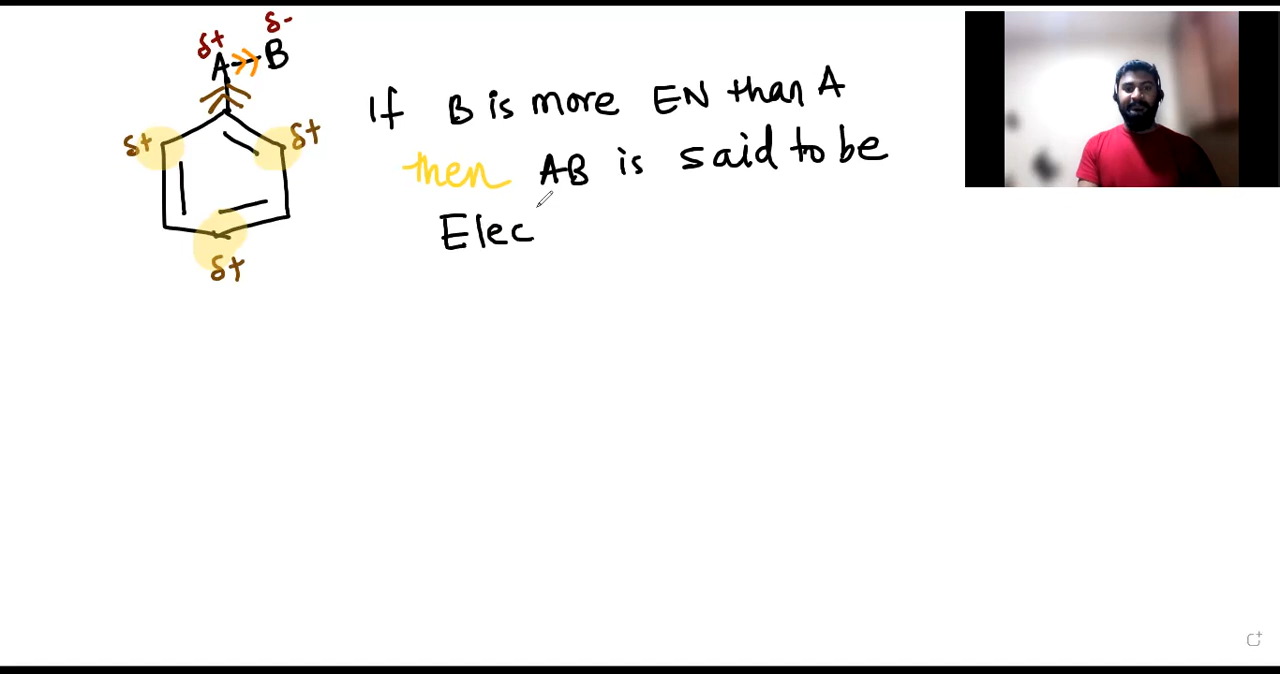 δ-
δ+
A B
If B is more EN than A
δ+ δ+
then AB is said to be
Elec
δ+